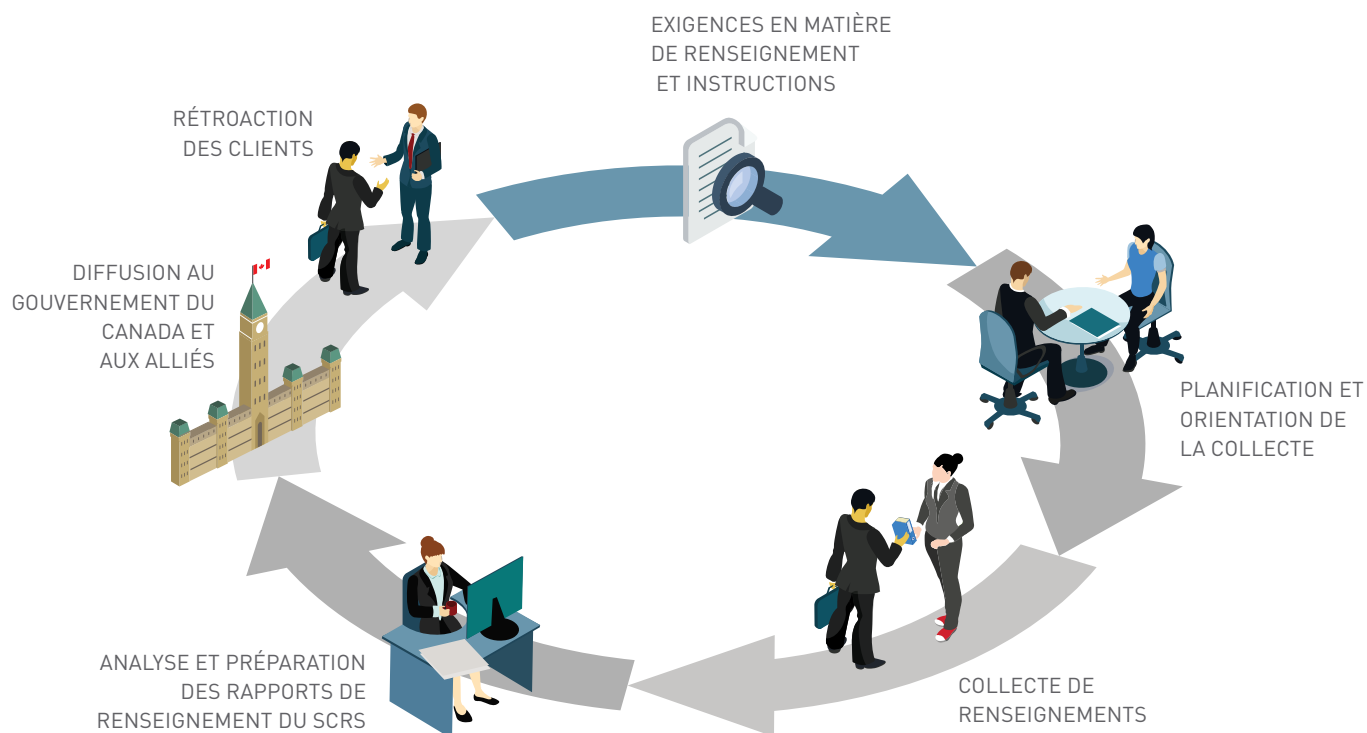 EXIGENCES EN MATIÈRE
DE RENSEIGNEMENT
ET INSTRUCTIONS
PLANIFICATION ET
ORIENTATION DE
LA COLLECTE
COLLECTE DE
RENSEIGNEMENTS
ANALYSE ET PRÉPARATION
DES RAPPORTS DE
RENSEIGNEMENT DU SCRS
DIFFUSION AU
GOUVERNEMENT DU
CANADA ET
AUX ALLIÉS
RÉTROACTION
DES CLIENTS